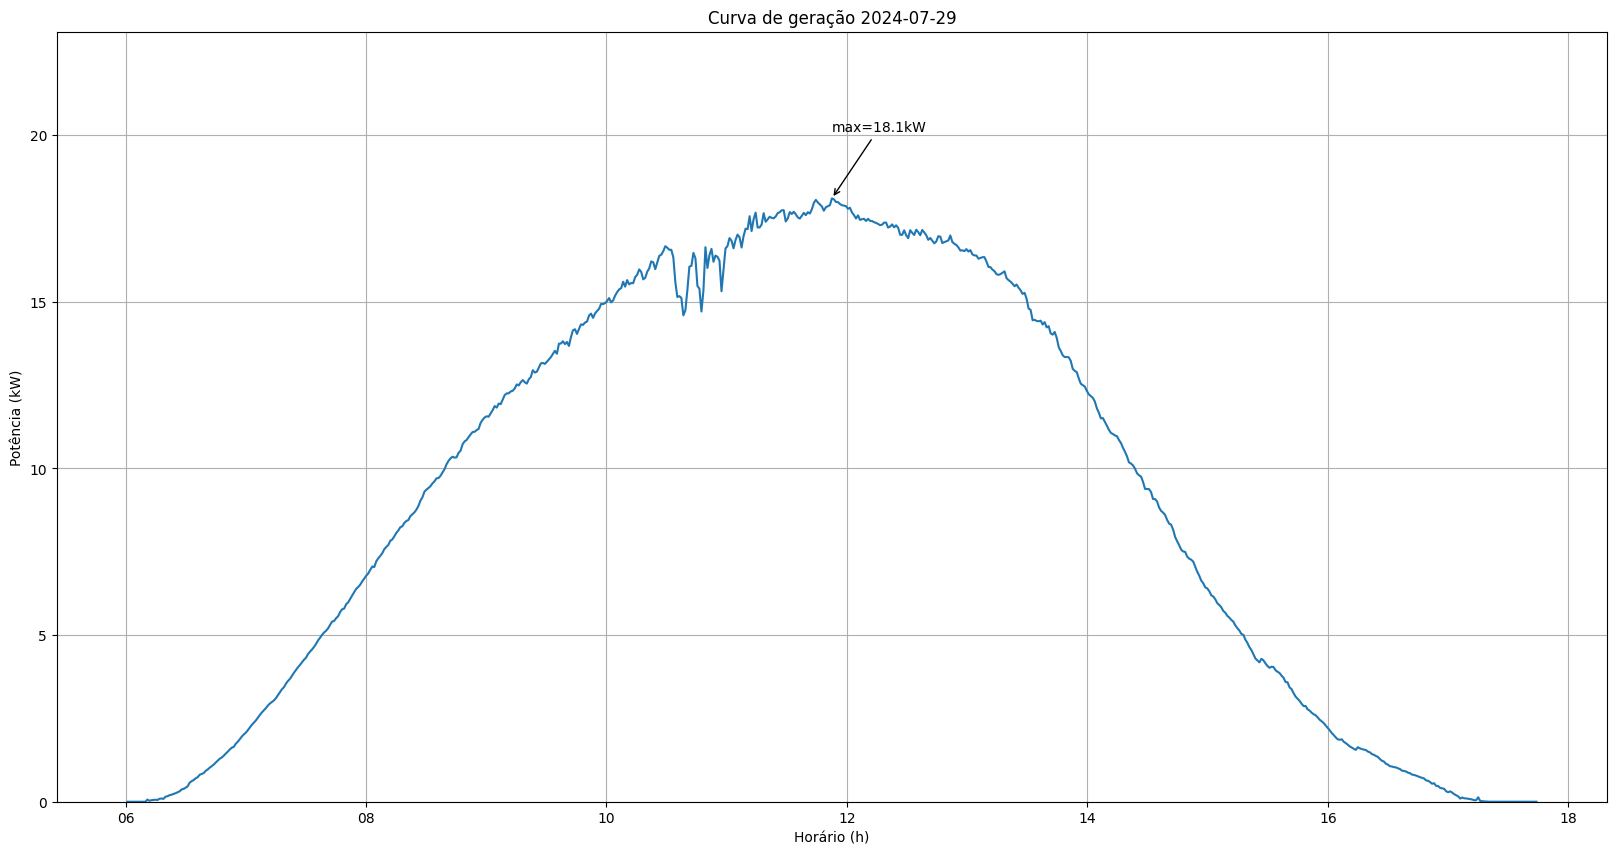 Curva de geração 2024-07-29
max=18.1kW
Potência (kW)
20
15
10
5
0
06 08 10 12 14 16 18
Horário (h)